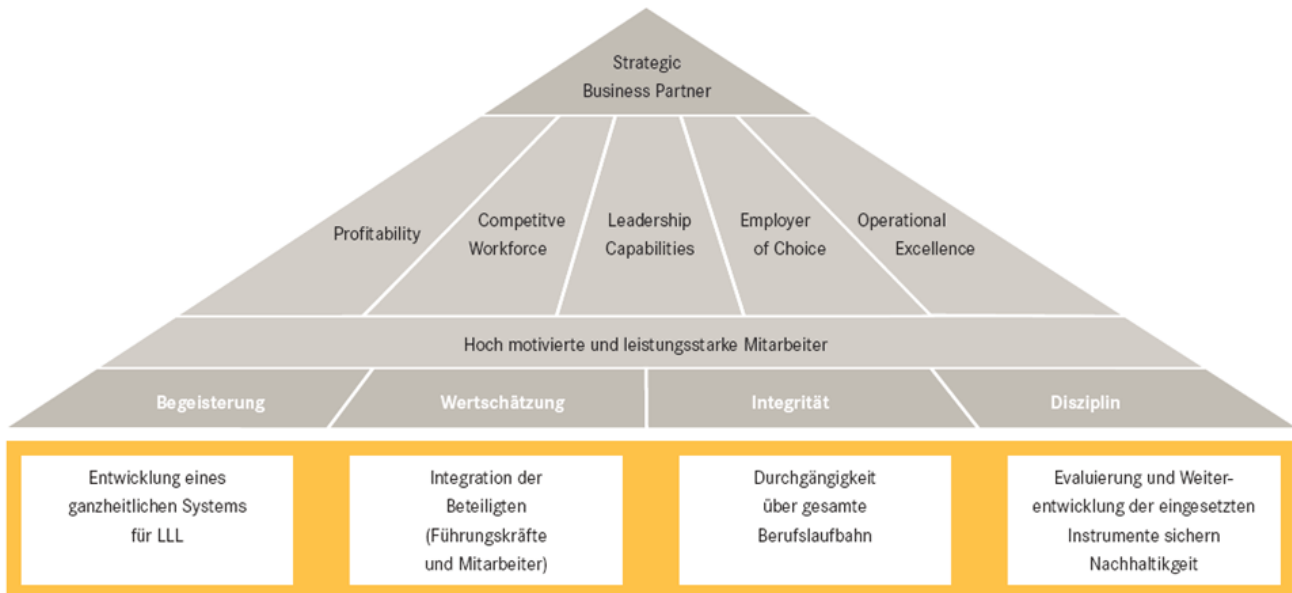 Strategic
Business Partner
Profitability
Competitve
Workforce
Leadership
Capabilities
Employer
of Choice
Operational
Excellence
Hoch motivierte und leistungsstarke Mitarbeiter
Begeisterung
Wertschätzung
Integrität
Disziplin
Entwicklung eines
ganzheitlichen Systems
für LLL
Integration der
Beteiligten
(Führungskräfte
und Mitarbeiter)
Durchgängigkeit
über gesamte
Berufslaufbahn
Evaluierung und Weiter-
entwicklung der eingesetzten
Instrumente sichern
Nachhaltikgeit